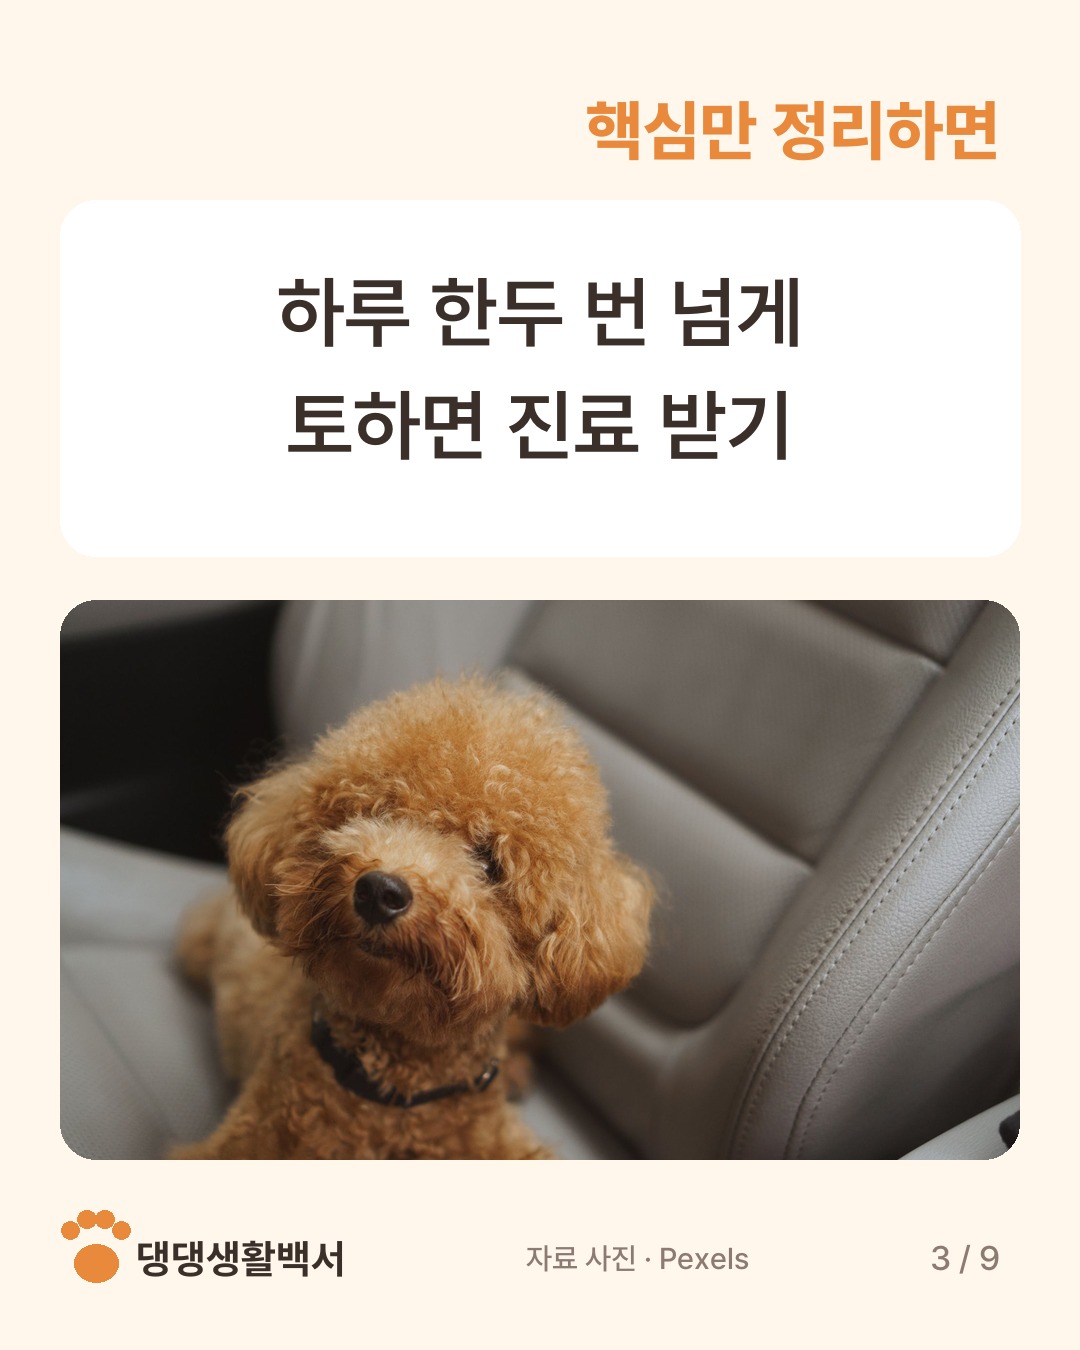 핵심만 정리하면
하루 한두 번 넘게
토하면 진료 받기
댕댕생활백서
자료 사진 · Pexels
3 / 9